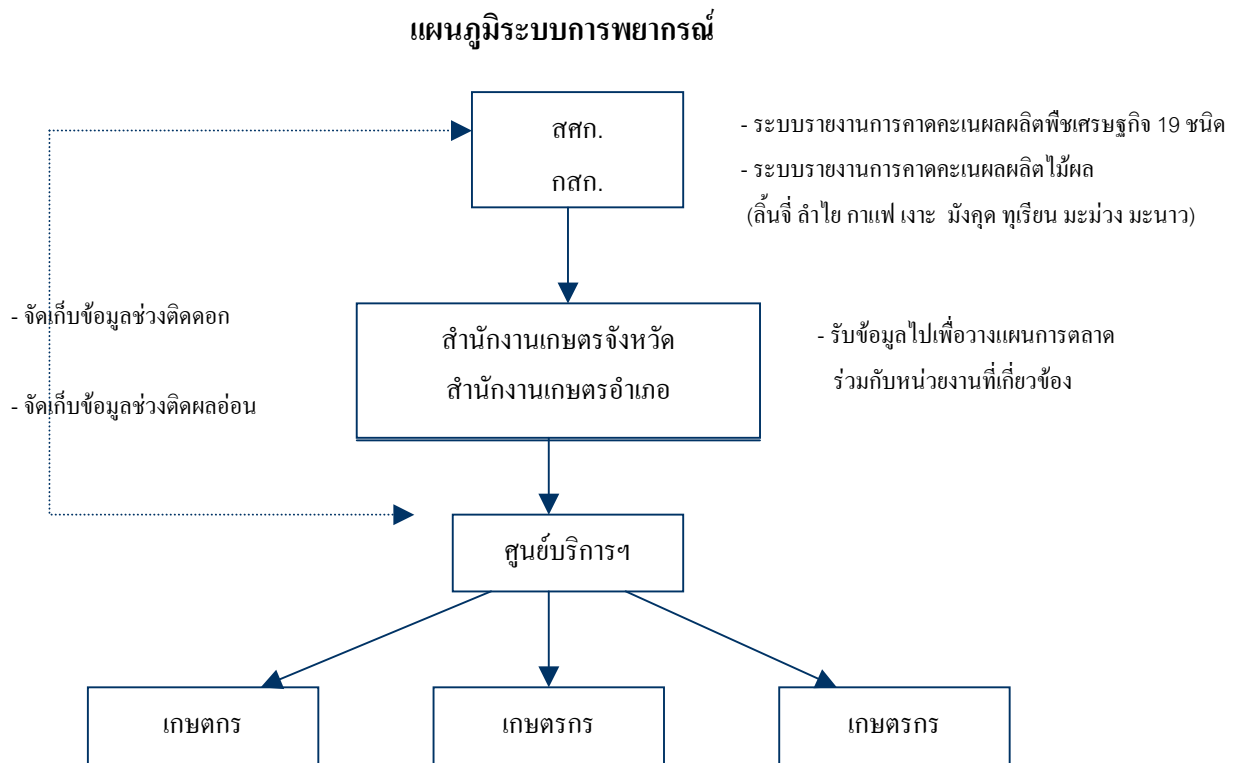 แผนภูมิระบบการพยากรณ์
สศก.
กสก.
- ระบบรายงานการคาดคะเนผลผลิตพืชเศรษฐกิจ 19 ชนิด
- ระบบรายงานการคาดคะเนผลผลิตไม้ผล
(ลิ้นจี่ ลำไย กาแฟ เงาะ มังคุด ทุเรียน มะม่วง มะนาว)
- จัดเก็บข้อมูลช่วงติดดอก
- จัดเก็บข้อมูลช่วงติดผลอ่อน
สำนักงานเกษตรจังหวัด
สำนักงานเกษตรอำเภอ
- รับข้อมูลไปเพื่อวางแผนการตลาด
ร่วมกับหน่วยงานที่เกี่ยวข้อง
ศูนย์บริการฯ
เกษตกร
เกษตรกร
เกษตรกร